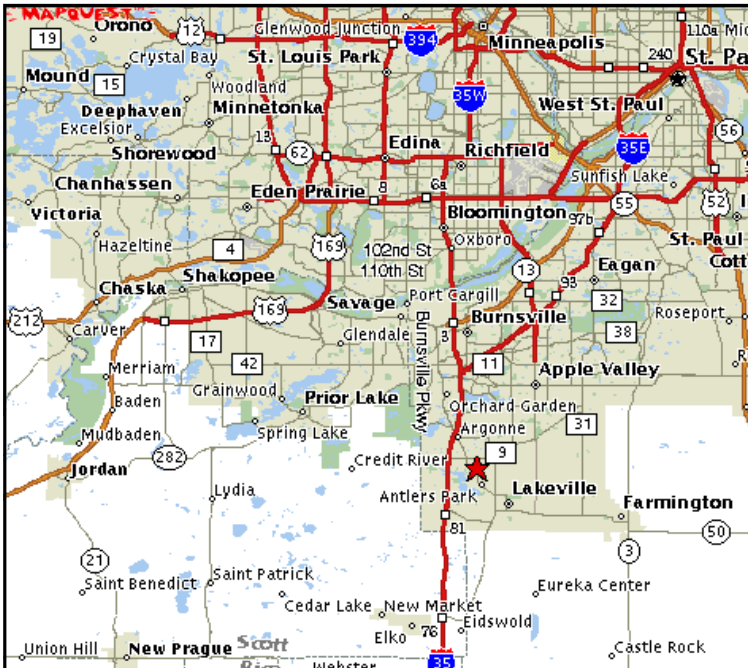 MAPQUEST
Orono
12
Glenwood Junction
394
Minneapolis
110a
19
Crystal Bay
St. Louis Park
240
St. Pa
Mound
15
Woodland
35W
Deephaven
Minnetonka
West St. Paul
Excelsior
13
62
Edina
Richfield
35E
56
Shorewood
Sunfish Lake
Chanhassen
Eden Prairie
8
6a
55
52
Victoria
Bloomington
97b
Hazeltine
4
169
102nd St
Oxboro
St. Paul
110th St
13
Cott
Shakopee
Eagan
Chaska
169
Savage
Port Cargill
93
32
212
Carver
Glendale
3
Burnsville
Roseport
17
38
42
11
Merriam
Burnsville Pkwy
Apple Valley
Grainwood
Baden
Prior Lake
Orchard Garden
Mudbaden
Spring Lake
Argonne
31
282
Credit River
9
Jordan
Lydia
Antlers Park
Lakeville
Farmington
81
50
21
3
Saint Benedict
Saint Patrick
Eureka Center
Cedar Lake
New Market
Elko
76
Eidswold
Union Hill
New Prague
Scott
Castle Rock
Webster
35